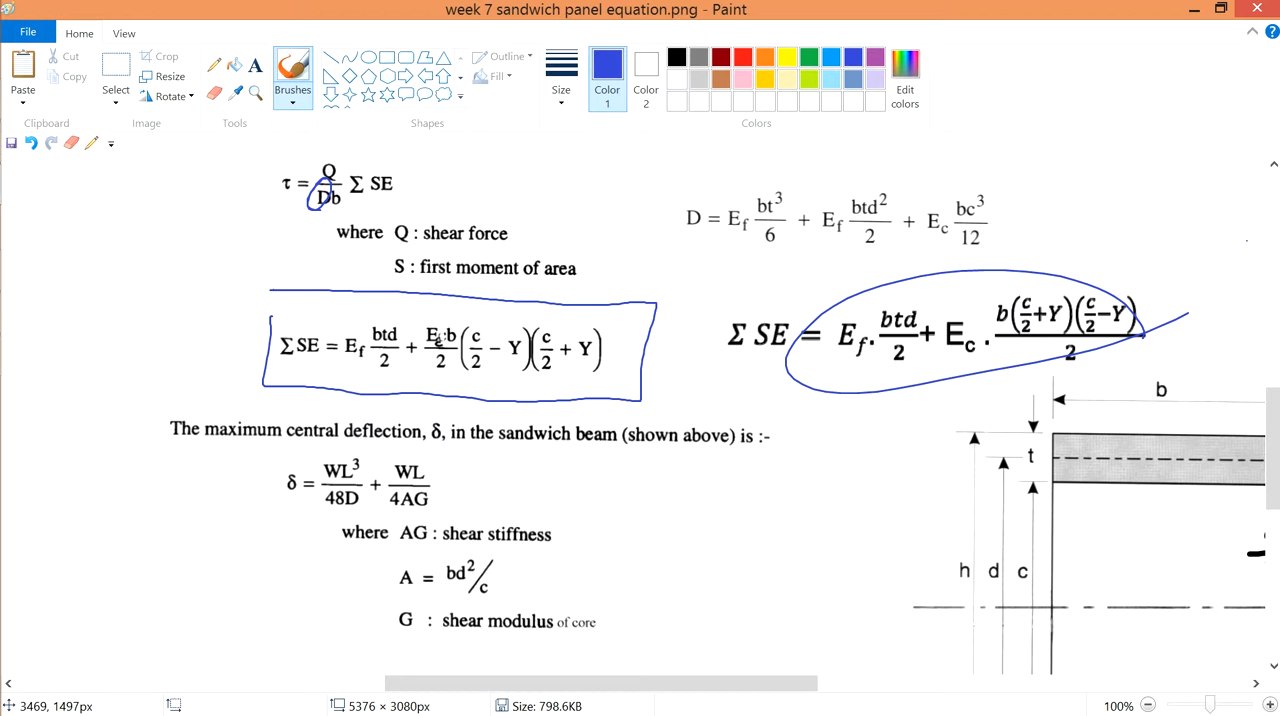 week 7 sandwich panel equation.png - Paint
File Home View
Paste Cut Copy Clipboard
Select Crop Resize Rotate Image
Tools
Brushes
Outline Fill Shapes
Size
Color 1 Color 2 Edit colors Colors
τ = Q/Db Σ SE
where Q : shear force
S : first moment of area
D = E_f bt³/6 + E_f btd²/2 + E_c bc³/12
ΣSE = E_f btd/2 + E_c.b/2 (c/2 − Y)(c/2 + Y)
Σ SE = E_f. btd/2 + E_c . b(c/2+Y)(c/2−Y)/2
The maximum central deflection, δ, in the sandwich beam (shown above) is :-
δ = WL³/48D + WL/4AG
where AG : shear stiffness
A = bd²/c
G : shear modulus of core
b
t
h d c
3469, 1497px 5376 × 3080px Size: 798.6KB 100%